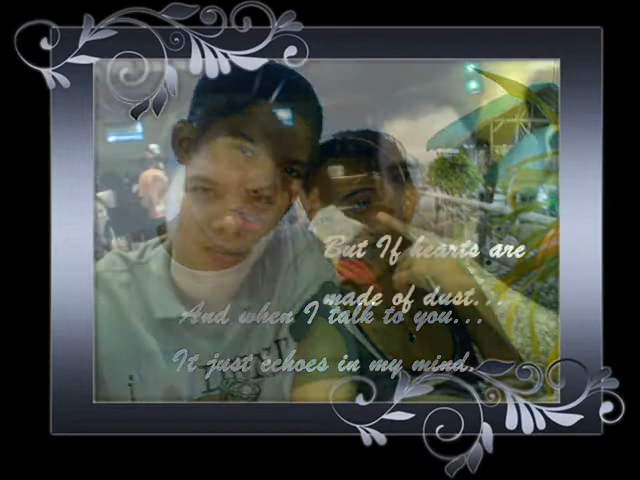 But If hearts are
made of dust...
And when I talk to you...
It just echoes in my mind.